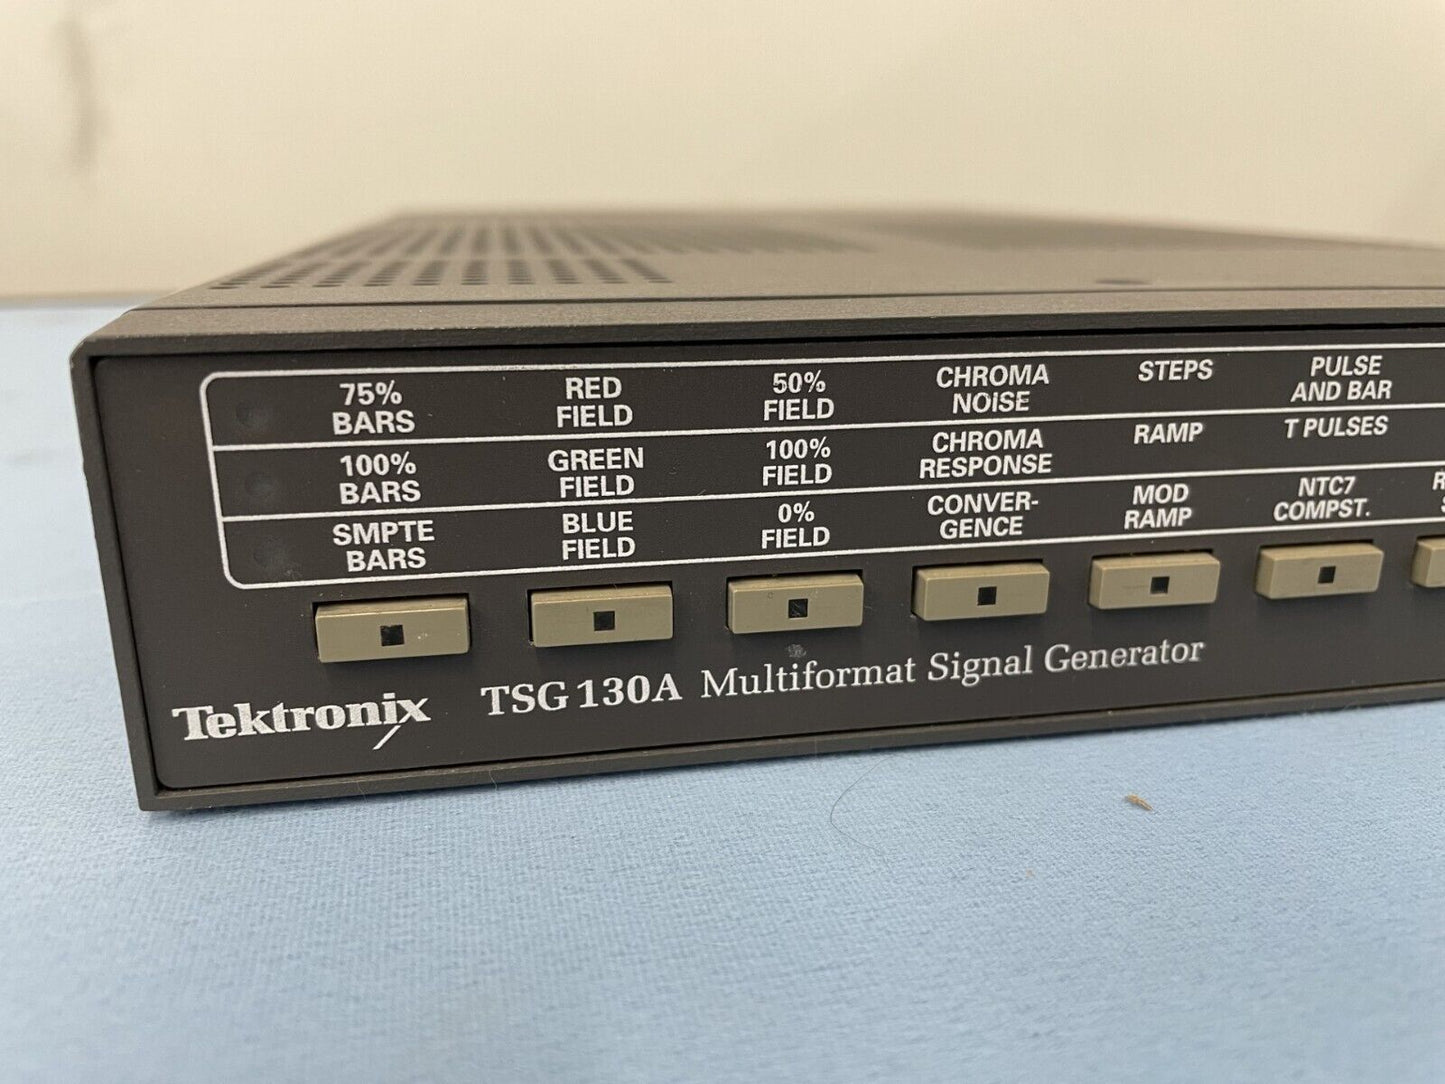 75%
BARS
RED
FIELD
50%
FIELD
CHROMA
NOISE
STEPS
PULSE
AND BAR
100%
BARS
GREEN
FIELD
100%
FIELD
CHROMA
RESPONSE
RAMP
T PULSES
SMPTE
BARS
BLUE
FIELD
0%
FIELD
CONVER-
GENCE
MOD
RAMP
NTC7
COMPST.
Tektronix
TSG 130A Multiformat Signal Generator